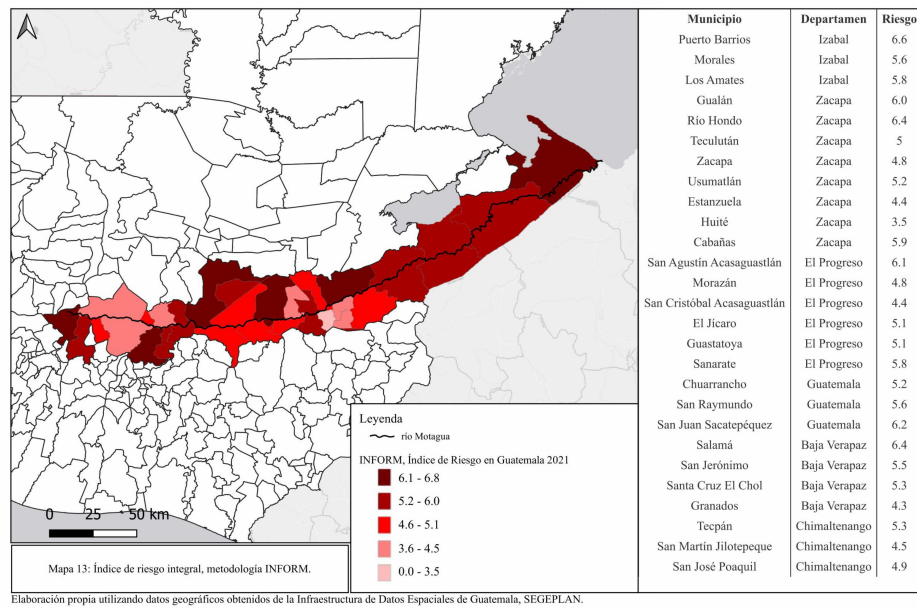 Municipio Departamen Riesgo
Puerto Barrios Izabal 6.6
Morales Izabal 5.6
Los Amates Izabal 5.8
Gualán Zacapa 6.0
Río Hondo Zacapa 6.4
Teculután Zacapa 5
Zacapa Zacapa 4.8
Usumatlán Zacapa 5.2
Estanzuela Zacapa 4.4
Huité Zacapa 3.5
Cabañas Zacapa 5.9
San Agustín Acasaguastlán El Progreso 6.1
Morazán El Progreso 4.8
San Cristóbal Acasaguastlán El Progreso 4.4
El Jícaro El Progreso 5.1
Guastatoya El Progreso 5.1
Sanarate El Progreso 5.8
Chuarrancho Guatemala 5.2
San Raymundo Guatemala 5.6
San Juan Sacatepéquez Guatemala 6.2
Salamá Baja Verapaz 6.4
San Jerónimo Baja Verapaz 5.5
Santa Cruz El Chol Baja Verapaz 5.3
Granados Baja Verapaz 4.3
Tecpán Chimaltenango 5.3
San Martín Jilotepeque Chimaltenango 4.5
San José Poaquil Chimaltenango 4.9
Leyenda
río Motagua
INFORM, Índice de Riesgo en Guatemala 2021
6.1 - 6.8
5.2 - 6.0
4.6 - 5.1
3.6 - 4.5
0.0 - 3.5
0 25 50 km
Mapa 13: Índice de riesgo integral, metodología INFORM.
Elaboración propia utilizando datos geográficos obtenidos de la Infraestructura de Datos Espaciales de Guatemala, SEGEPLAN.